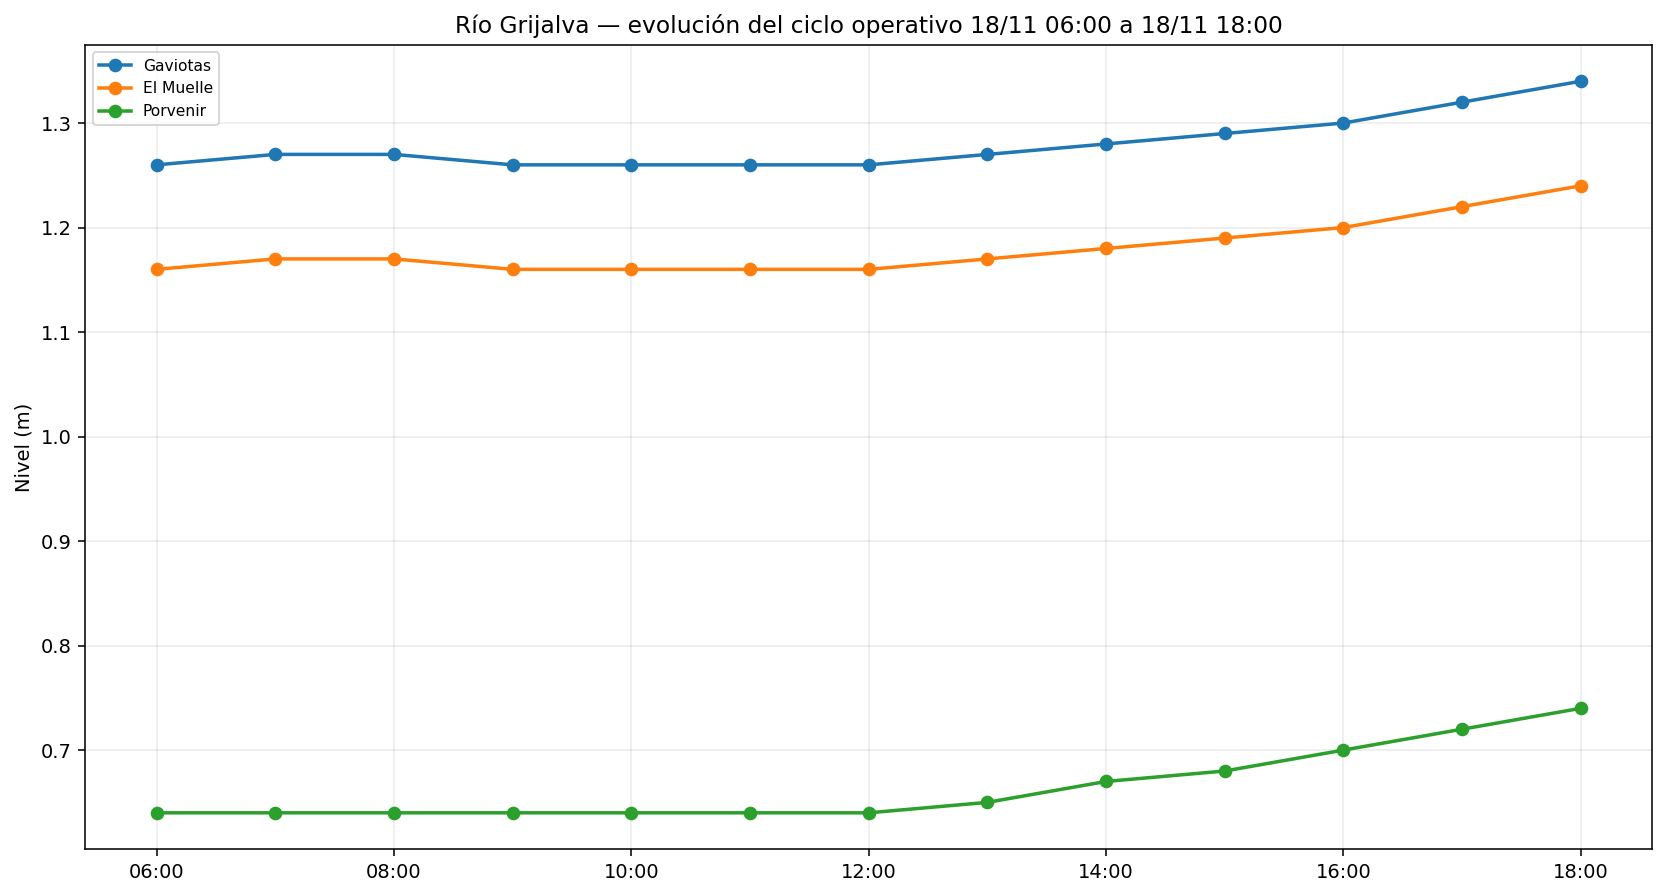 Río Grijalva — evolución del ciclo operativo 18/11 06:00 a 18/11 18:00
Gaviotas
El Muelle
Porvenir
Nivel (m)
1.3
1.2
1.1
1.0
0.9
0.8
0.7
06:00 08:00 10:00 12:00 14:00 16:00 18:00